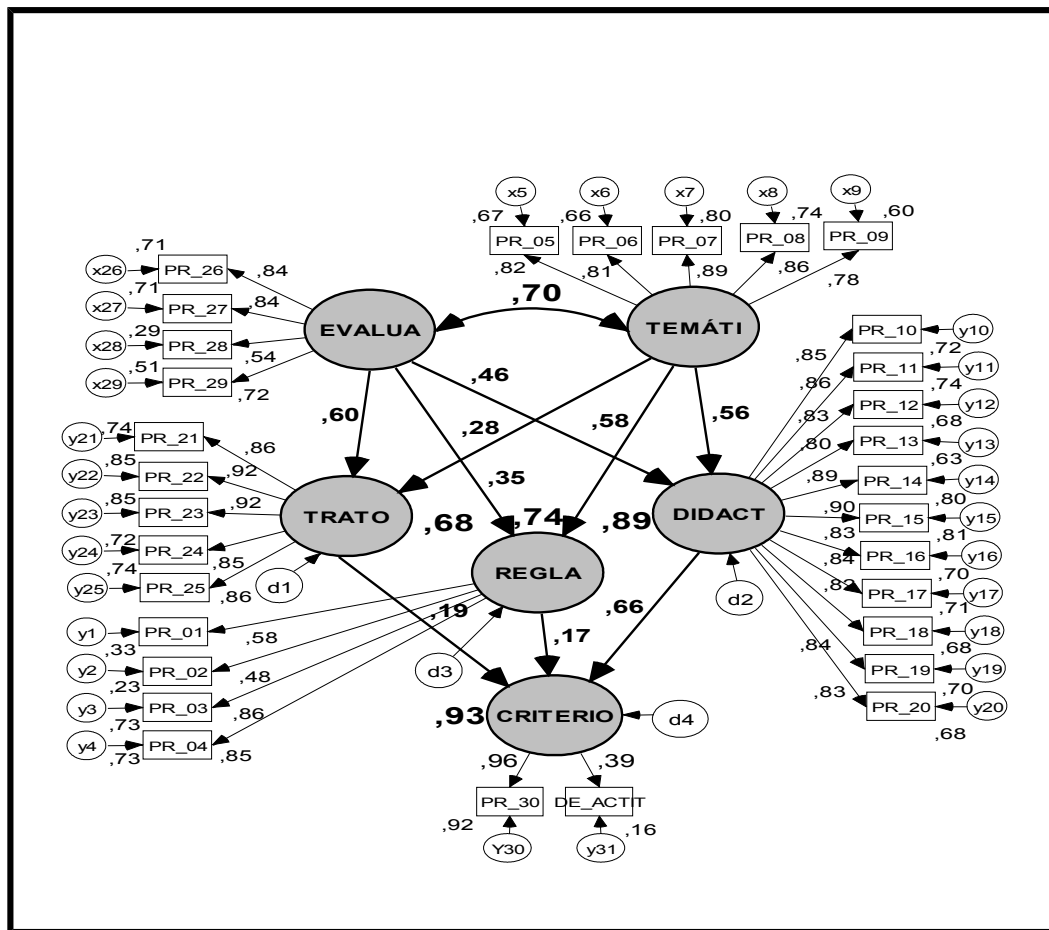 x5 x6 x7 x8 x9
,67 ,66 ,80 ,74 ,60
PR_05 PR_06 PR_07 PR_08 PR_09
,82 ,81 ,89 ,86 ,78
,71
x26 PR_26 ,84
,71
x27 PR_27 ,84
,29
x28 PR_28 ,54
,51
x29 PR_29 ,72
EVALUA ,70 TEMÁTI
,60 ,28 ,35 ,46 ,58 ,56
,85 PR_10 y10
,72
,86 PR_11 y11
,74
,83 PR_12 y12
,68
,80 PR_13 y13
,63
,89 PR_14 y14
,80
,90 PR_15 y15
,81
,83 PR_16 y16
,70
,84 PR_17 y17
,71
,82 PR_18 y18
,68
,84 PR_19 y19
,70
,83 PR_20 y20
,68
,74
y21 PR_21 ,86
,85
y22 PR_22 ,92
,85
y23 PR_23 ,92
,72
y24 PR_24 ,85
,74
y25 PR_25 ,86
TRATO ,68 ,74 ,89 DIDACT
REGLA
d1 d2
d3
y1 PR_01 ,58
,33
y2 PR_02 ,48
,23
y3 PR_03 ,86
,73
y4 PR_04 ,85
,73
,19 ,17 ,66
,93 CRITERIO d4
,96 ,39
PR_30 DE_ACTIT
,92 ,16
Y30 y31